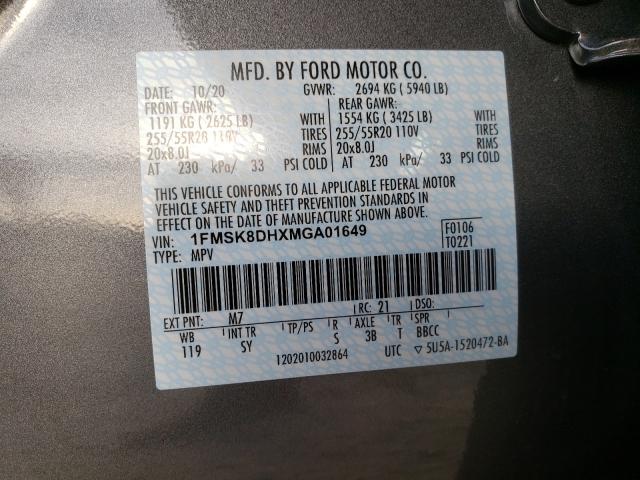 MFD. BY FORD MOTOR CO.
DATE: 10/20 GVWR: 2694 KG ( 5940 LB)
FRONT GAWR: REAR GAWR:
1191 KG ( 2625 LB) WITH 1554 KG ( 3425 LB) WITH
255/55R20 110V TIRES 255/55R20 110V TIRES
20x8.0J RIMS 20x8.0J RIMS
AT 230 kPa/ 33 PSI COLD AT 230 kPa/ 33 PSI COLD
THIS VEHICLE CONFORMS TO ALL APPLICABLE FEDERAL MOTOR
VEHICLE SAFETY AND THEFT PREVENTION STANDARDS IN
EFFECT ON THE DATE OF MANUFACTURE SHOWN ABOVE.
VIN: 1FMSK8DHXMGA01649 F0106
TYPE: MPV T0221
EXT PNT: M7 RC: 21 DSO:
WB INT TR TP/PS R AXLE TR SPR
119 SY S 3B T BBCC
1202010032864 UTC ▽ 5U5A-1520472-BA